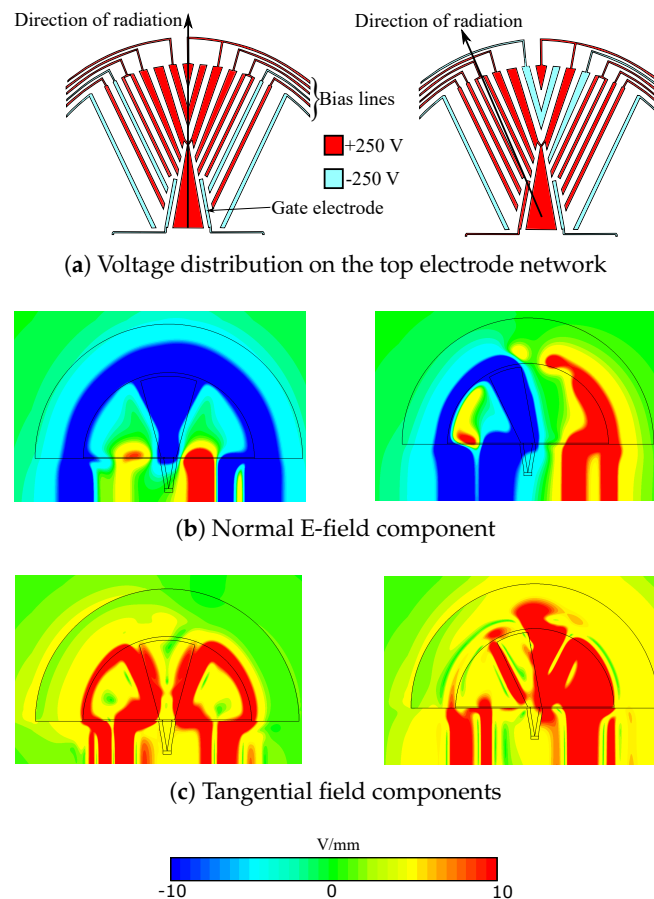 Direction of radiation
Direction of radiation
Bias lines
+250 V
-250 V
Gate electrode
(a) Voltage distribution on the top electrode network
(b) Normal E-field component
(c) Tangential field components
V/mm
-10 0 10